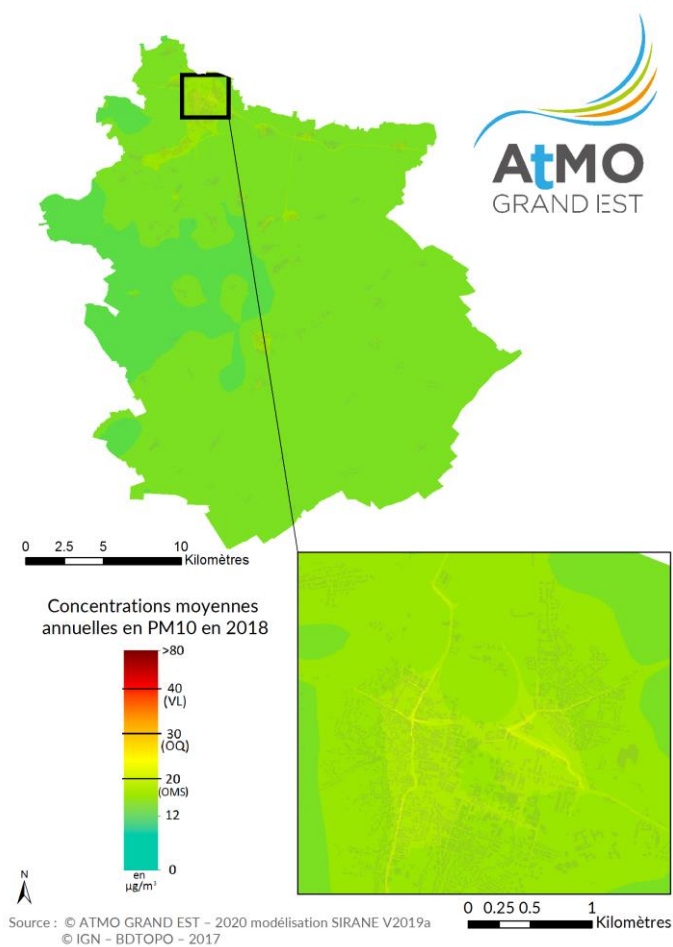 AtMO
GRAND EST
0 2.5 5 10
Kilomètres
Concentrations moyennes
annuelles en PM10 en 2018
>80
40
(VL)
30
(OQ)
20
(OMS)
12
0
en
µg/m³
N
0 0.25 0.5 1
Kilomètres
Source : © ATMO GRAND EST – 2020 modélisation SIRANE V2019a
© IGN – BDTOPO – 2017